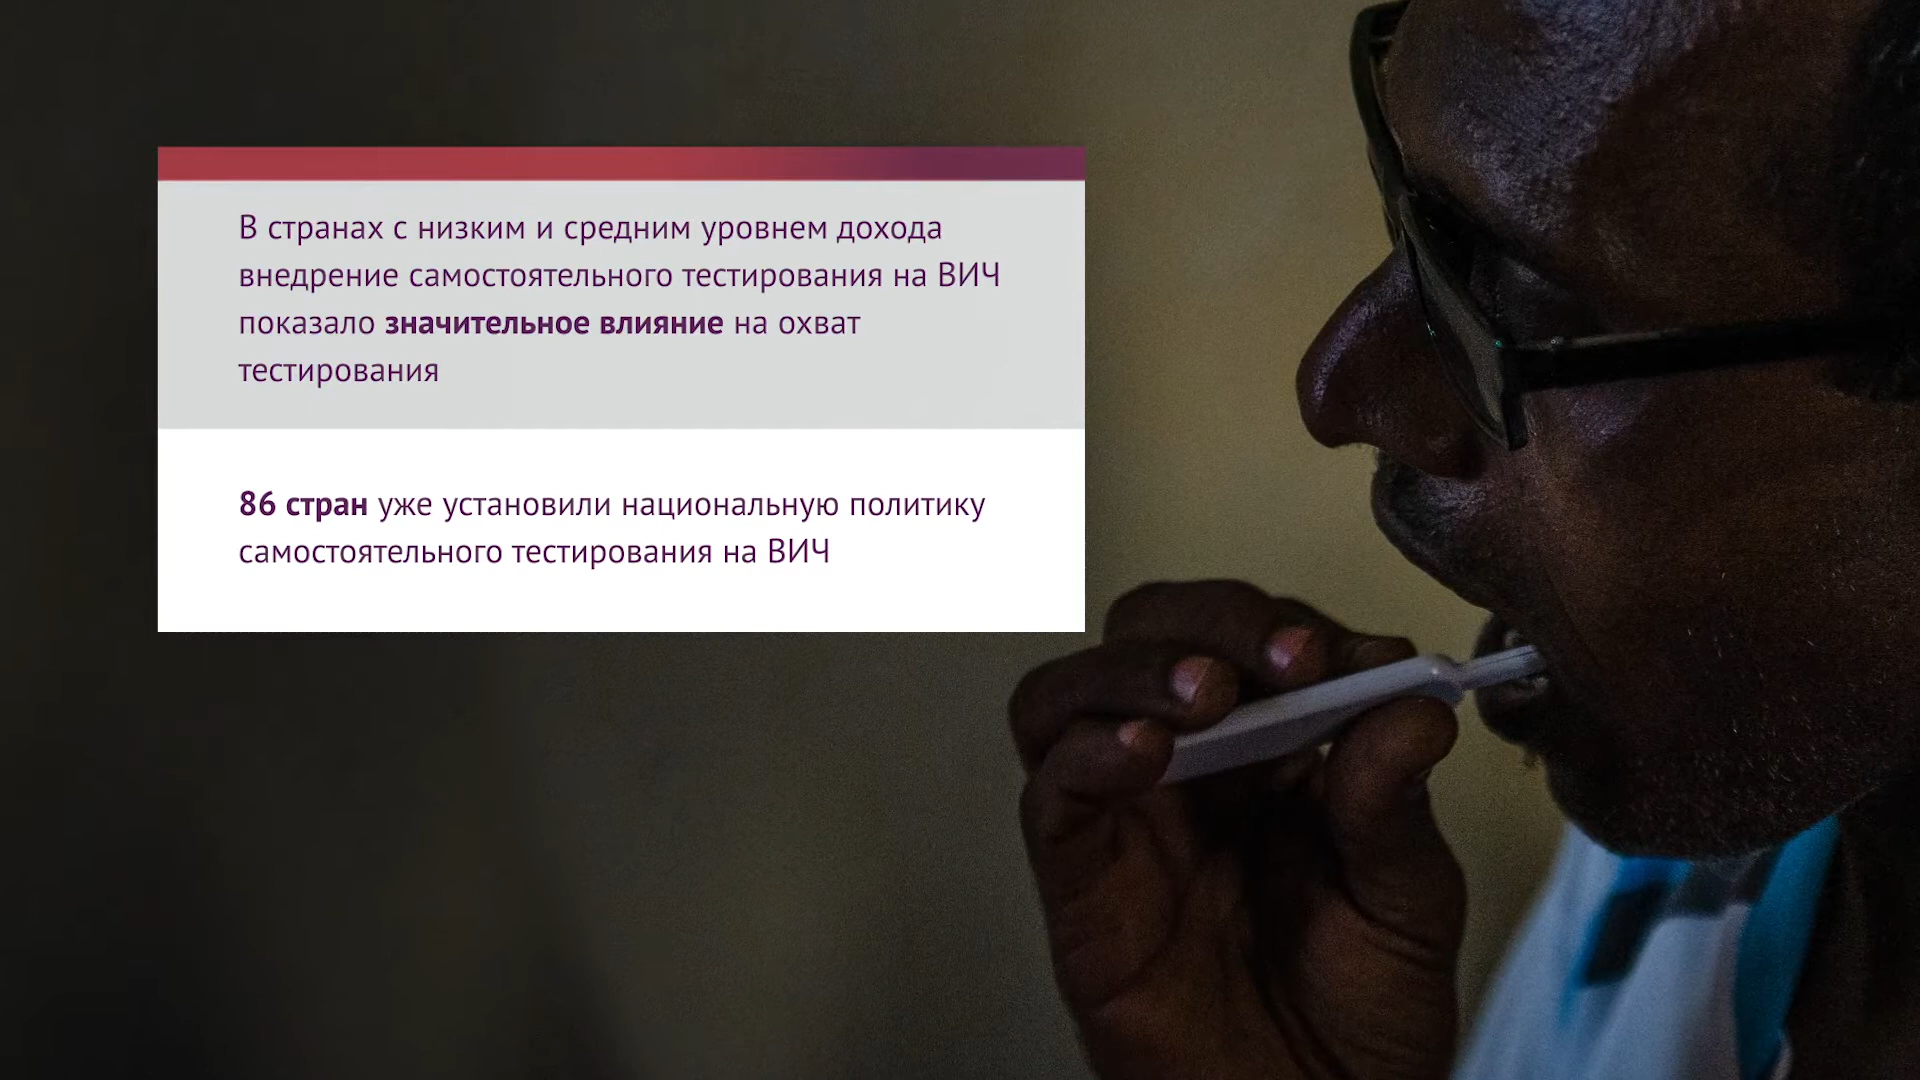 В странах с низким и средним уровнем дохода
внедрение самостоятельного тестирования на ВИЧ
показало значительное влияние на охват
тестирования
86 стран уже установили национальную политику
самостоятельного тестирования на ВИЧ